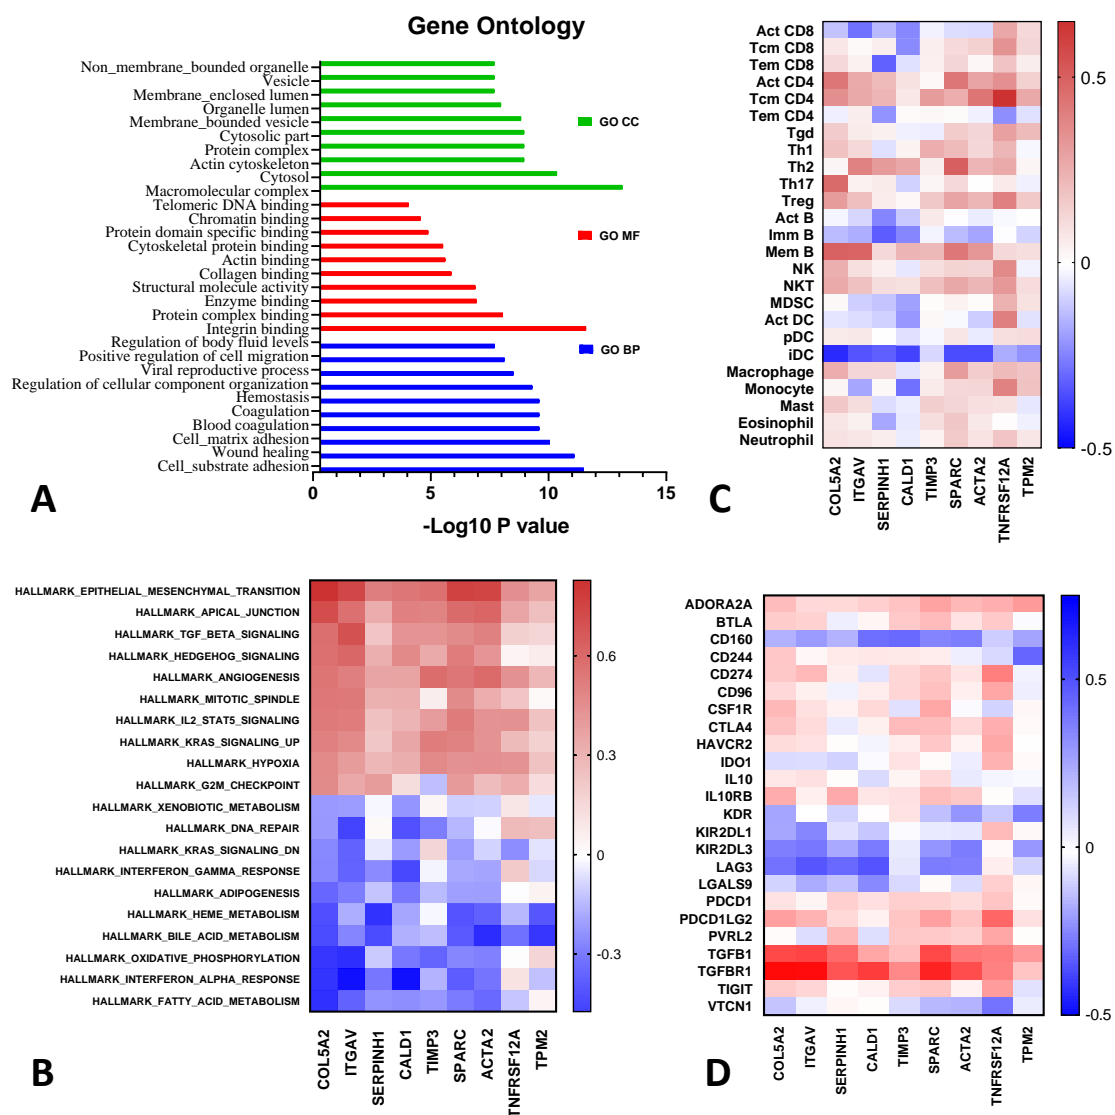 Gene Ontology
Non_membrane_bounded organelle
Vesicle
Membrane_enclosed lumen
Organelle lumen
Membrane_bounded vesicle
Cytosolic part
Protein complex
Actin cytoskeleton
Cytosol
Macromolecular complex
Telomeric DNA binding
Chromatin binding
Protein domain specific binding
Cytoskeletal protein binding
Actin binding
Collagen binding
Structural molecule activity
Enzyme binding
Protein complex binding
Integrin binding
Regulation of body fluid levels
Positive regulation of cell migration
Viral reproductive process
Regulation of cellular component organization
Hemostasis
Coagulation
Blood coagulation
Cell_matrix adhesion
Wound healing
Cell_substrate adhesion
GO CC
GO MF
GO BP
0 5 10 15
-Log10 P value
A
Act CD8
Tcm CD8
Tem CD8
Act CD4
Tcm CD4
Tem CD4
Tgd
Th1
Th2
Th17
Treg
Act B
Imm B
Mem B
NK
NKT
MDSC
Act DC
pDC
iDC
Macrophage
Monocyte
Mast
Eosinophil
Neutrophil
COL5A2 ITGAV SERPINH1 CALD1 TIMP3 SPARC ACTA2 TNFRSF12A TPM2
0.5
0
-0.5
C
HALLMARK_EPITHELIAL_MESENCHYMAL_TRANSITION
HALLMARK_APICAL_JUNCTION
HALLMARK_TGF_BETA_SIGNALING
HALLMARK_HEDGEHOG_SIGNALING
HALLMARK_ANGIOGENESIS
HALLMARK_MITOTIC_SPINDLE
HALLMARK_IL2_STAT5_SIGNALING
HALLMARK_KRAS_SIGNALING_UP
HALLMARK_HYPOXIA
HALLMARK_G2M_CHECKPOINT
HALLMARK_XENOBIOTIC_METABOLISM
HALLMARK_DNA_REPAIR
HALLMARK_KRAS_SIGNALING_DN
HALLMARK_INTERFERON_GAMMA_RESPONSE
HALLMARK_ADIPOGENESIS
HALLMARK_HEME_METABOLISM
HALLMARK_BILE_ACID_METABOLISM
HALLMARK_OXIDATIVE_PHOSPHORYLATION
HALLMARK_INTERFERON_ALPHA_RESPONSE
HALLMARK_FATTY_ACID_METABOLISM
COL5A2 ITGAV SERPINH1 CALD1 TIMP3 SPARC ACTA2 TNFRSF12A TPM2
0.6
0.3
0
-0.3
B
ADORA2A
BTLA
CD160
CD244
CD274
CD96
CSF1R
CTLA4
HAVCR2
IDO1
IL10
IL10RB
KDR
KIR2DL1
KIR2DL3
LAG3
LGALS9
PDCD1
PDCD1LG2
PVRL2
TGFB1
TGFBR1
TIGIT
VTCN1
COL5A2 ITGAV SERPINH1 CALD1 TIMP3 SPARC ACTA2 TNFRSF12A TPM2
0.5
0
-0.5
D